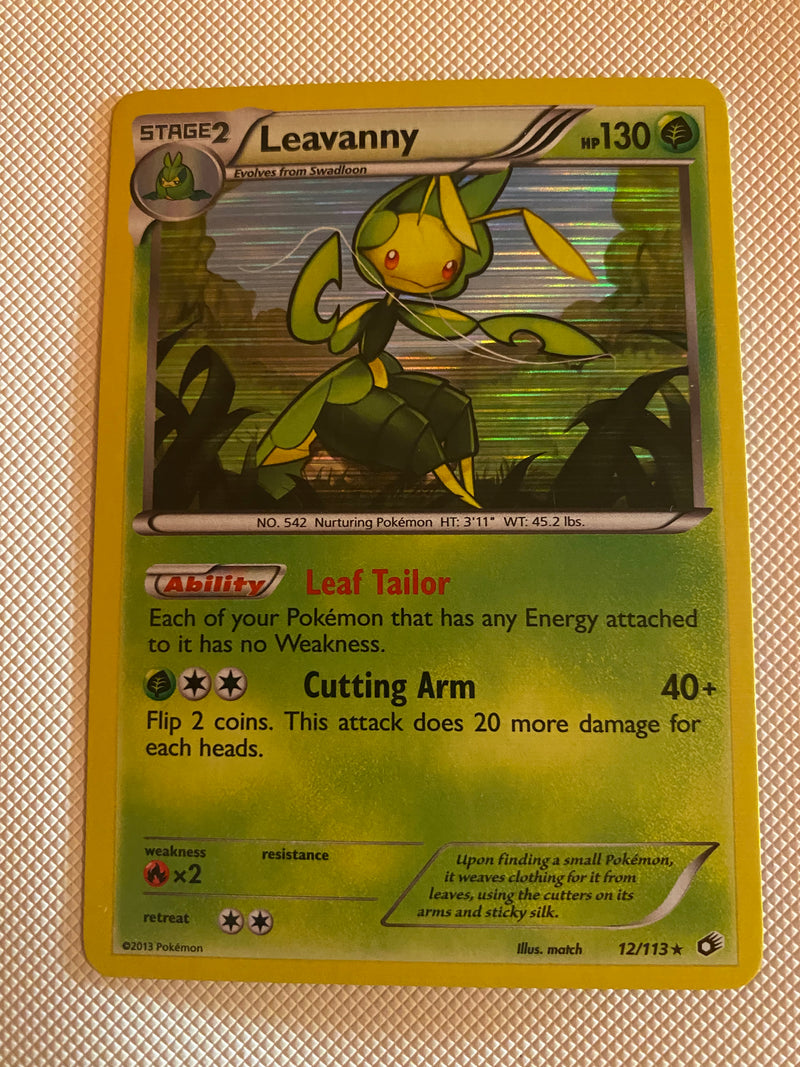 STAGE2 Leavanny HP130
Evolves from Swadloon
NO. 542 Nurturing Pokémon HT: 3'11" WT: 45.2 lbs.
Ability Leaf Tailor
Each of your Pokémon that has any Energy attached
to it has no Weakness.
Cutting Arm 40+
Flip 2 coins. This attack does 20 more damage for
each heads.
weakness resistance
×2
retreat
Upon finding a small Pokémon,
it weaves clothing for it from
leaves, using the cutters on its
arms and sticky silk.
©2013 Pokémon Illus. match 12/113★